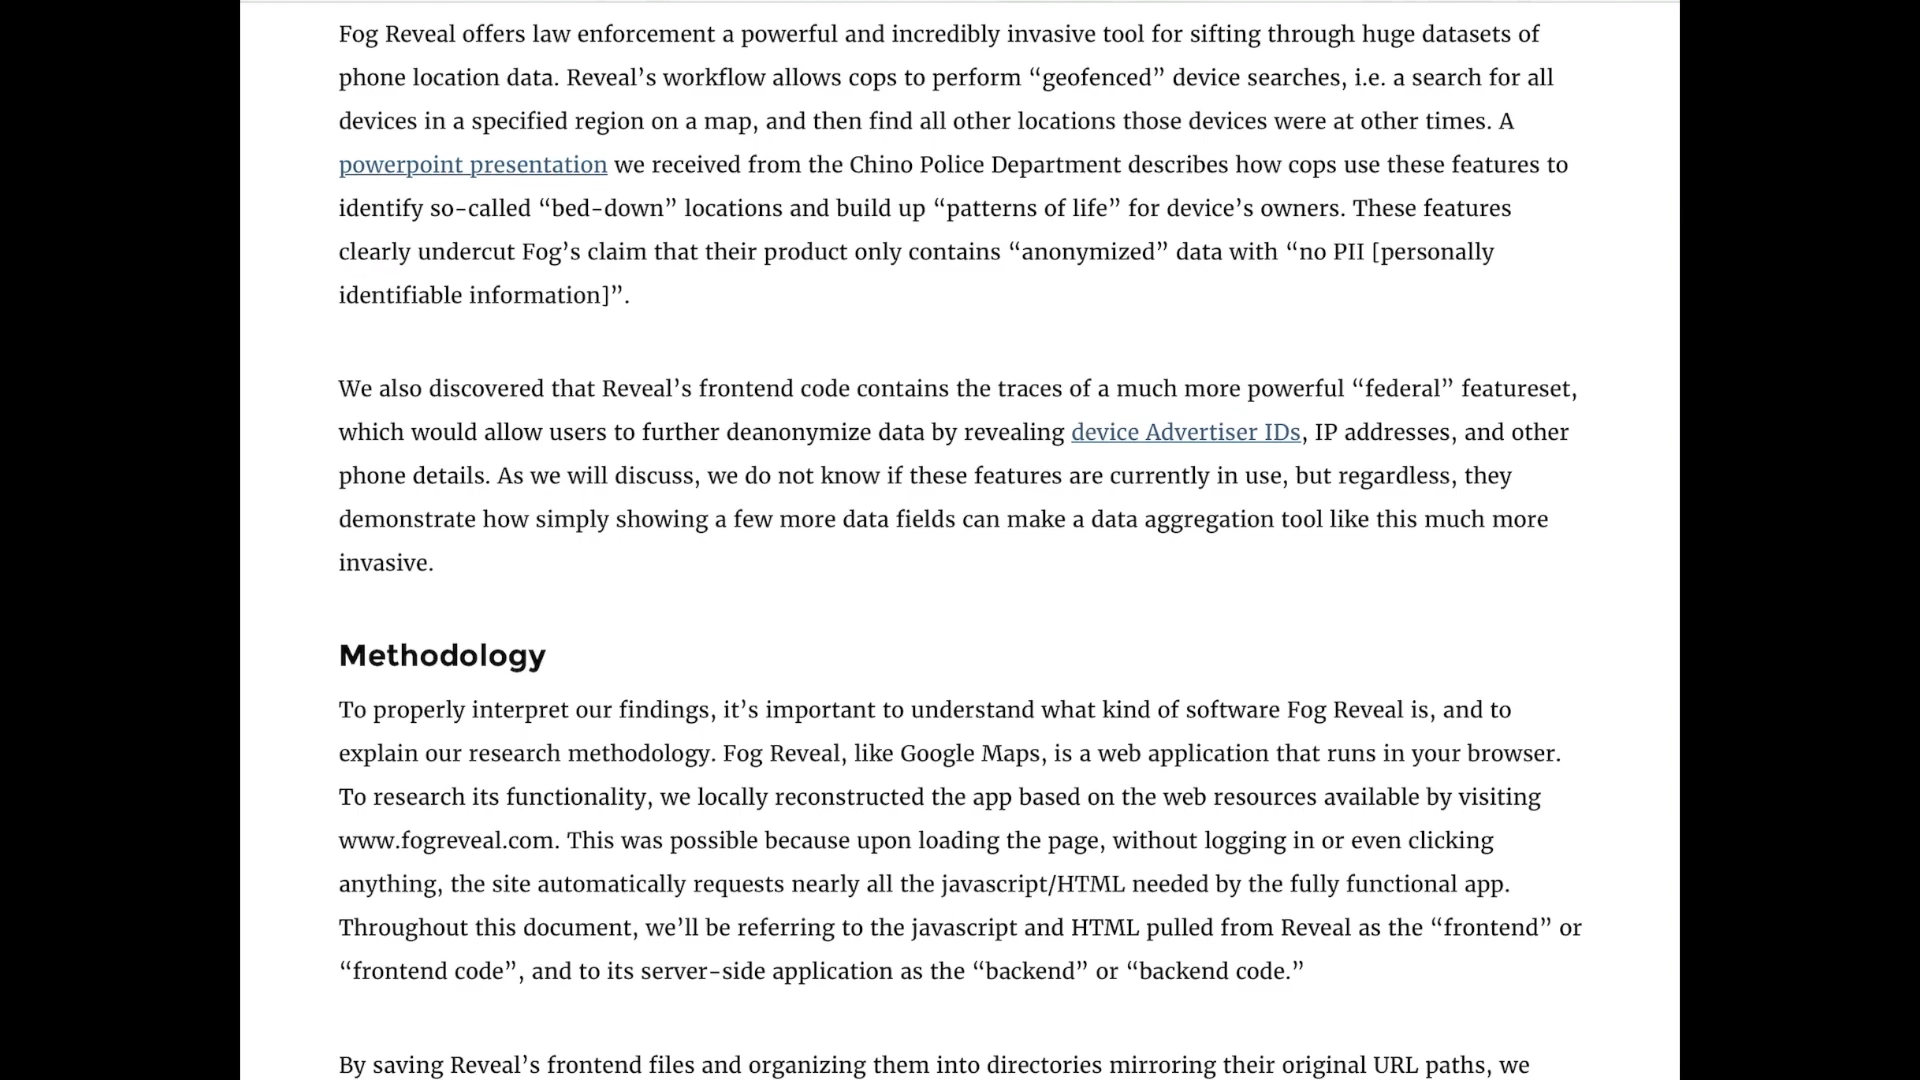 Fog Reveal offers law enforcement a powerful and incredibly invasive tool for sifting through huge datasets of
phone location data. Reveal’s workflow allows cops to perform “geofenced” device searches, i.e. a search for all
devices in a specified region on a map, and then find all other locations those devices were at other times. A
powerpoint presentation we received from the Chino Police Department describes how cops use these features to
identify so-called “bed-down” locations and build up “patterns of life” for device’s owners. These features
clearly undercut Fog’s claim that their product only contains “anonymized” data with “no PII [personally
identifiable information]”.
We also discovered that Reveal’s frontend code contains the traces of a much more powerful “federal” featureset,
which would allow users to further deanonymize data by revealing device Advertiser IDs, IP addresses, and other
phone details. As we will discuss, we do not know if these features are currently in use, but regardless, they
demonstrate how simply showing a few more data fields can make a data aggregation tool like this much more
invasive.
Methodology
To properly interpret our findings, it’s important to understand what kind of software Fog Reveal is, and to
explain our research methodology. Fog Reveal, like Google Maps, is a web application that runs in your browser.
To research its functionality, we locally reconstructed the app based on the web resources available by visiting
www.fogreveal.com. This was possible because upon loading the page, without logging in or even clicking
anything, the site automatically requests nearly all the javascript/HTML needed by the fully functional app.
Throughout this document, we’ll be referring to the javascript and HTML pulled from Reveal as the “frontend” or
“frontend code”, and to its server-side application as the “backend” or “backend code.”
By saving Reveal’s frontend files and organizing them into directories mirroring their original URL paths, we